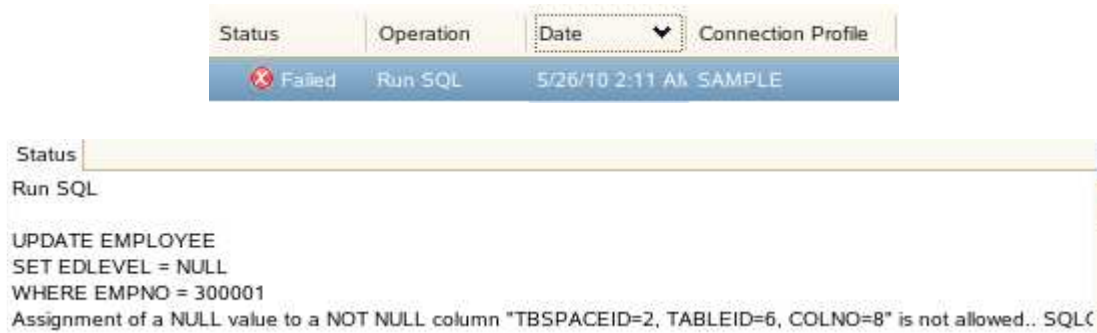 Status Operation Date Connection Profile
Failed Run SQL 5/26/10 2:11 AM SAMPLE
Status
Run SQL
UPDATE EMPLOYEE
SET EDLEVEL = NULL
WHERE EMPNO = 300001
Assignment of a NULL value to a NOT NULL column "TBSPACEID=2, TABLEID=6, COLNO=8" is not allowed.. SQLC